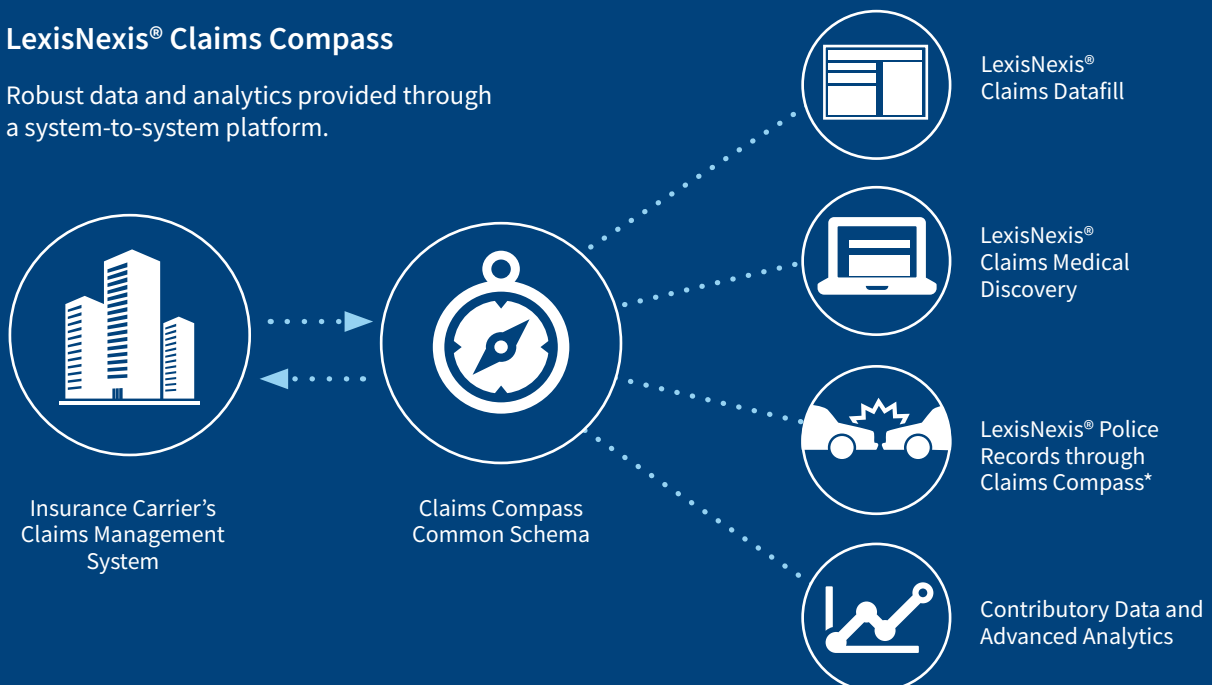 LexisNexis® Claims Compass
Robust data and analytics provided through
a system-to-system platform.
Insurance Carrier’s
Claims Management
System
Claims Compass
Common Schema
LexisNexis®
Claims Datafill
LexisNexis®
Claims Medical
Discovery
LexisNexis® Police
Records through
Claims Compass*
Contributory Data and
Advanced Analytics